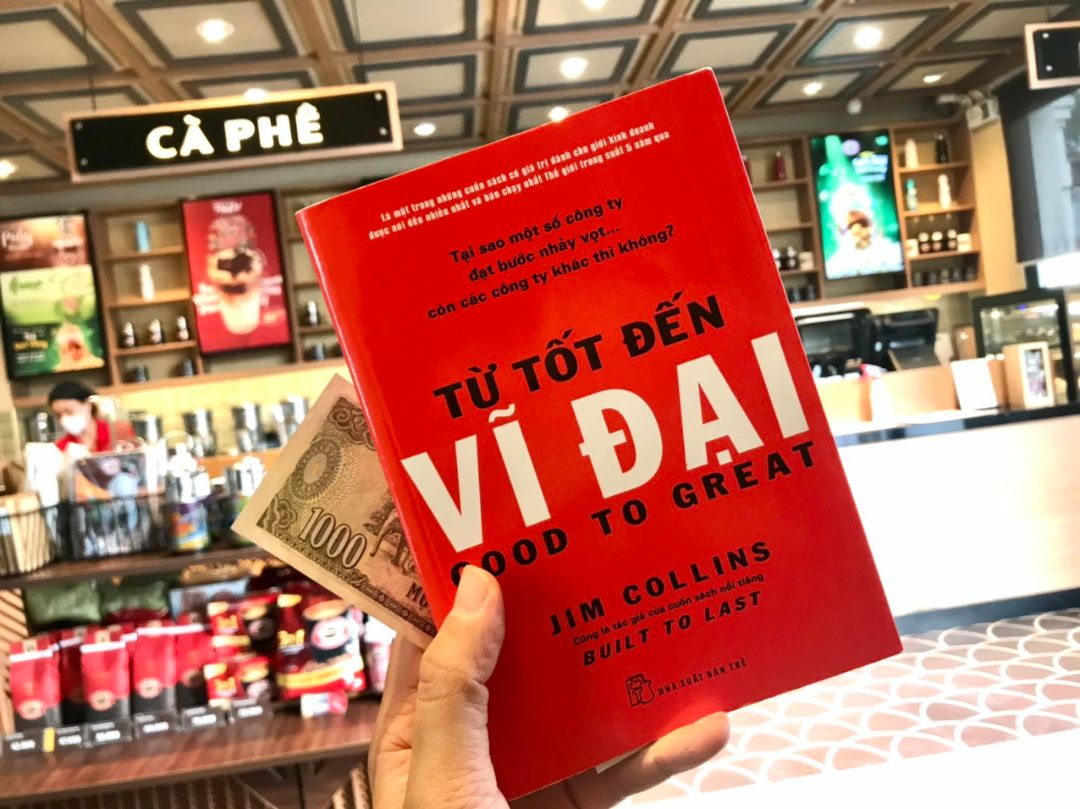 CÀ PHÊ
Là một trong những cuốn sách có giá trị dành cho giới kinh doanh
được nói đến nhiều nhất và bán chạy nhất thế giới trong suốt 5 năm qua
Tại sao một số công ty
đạt bước nhảy vọt...
còn các công ty khác thì không?
TỪ TỐT ĐẾN
VĨ ĐẠI
GOOD TO GREAT
JIM COLLINS
Cũng là tác giả của cuốn sách nổi tiếng
BUILT TO LAST
NHÀ XUẤT BẢN TRẺ
1000